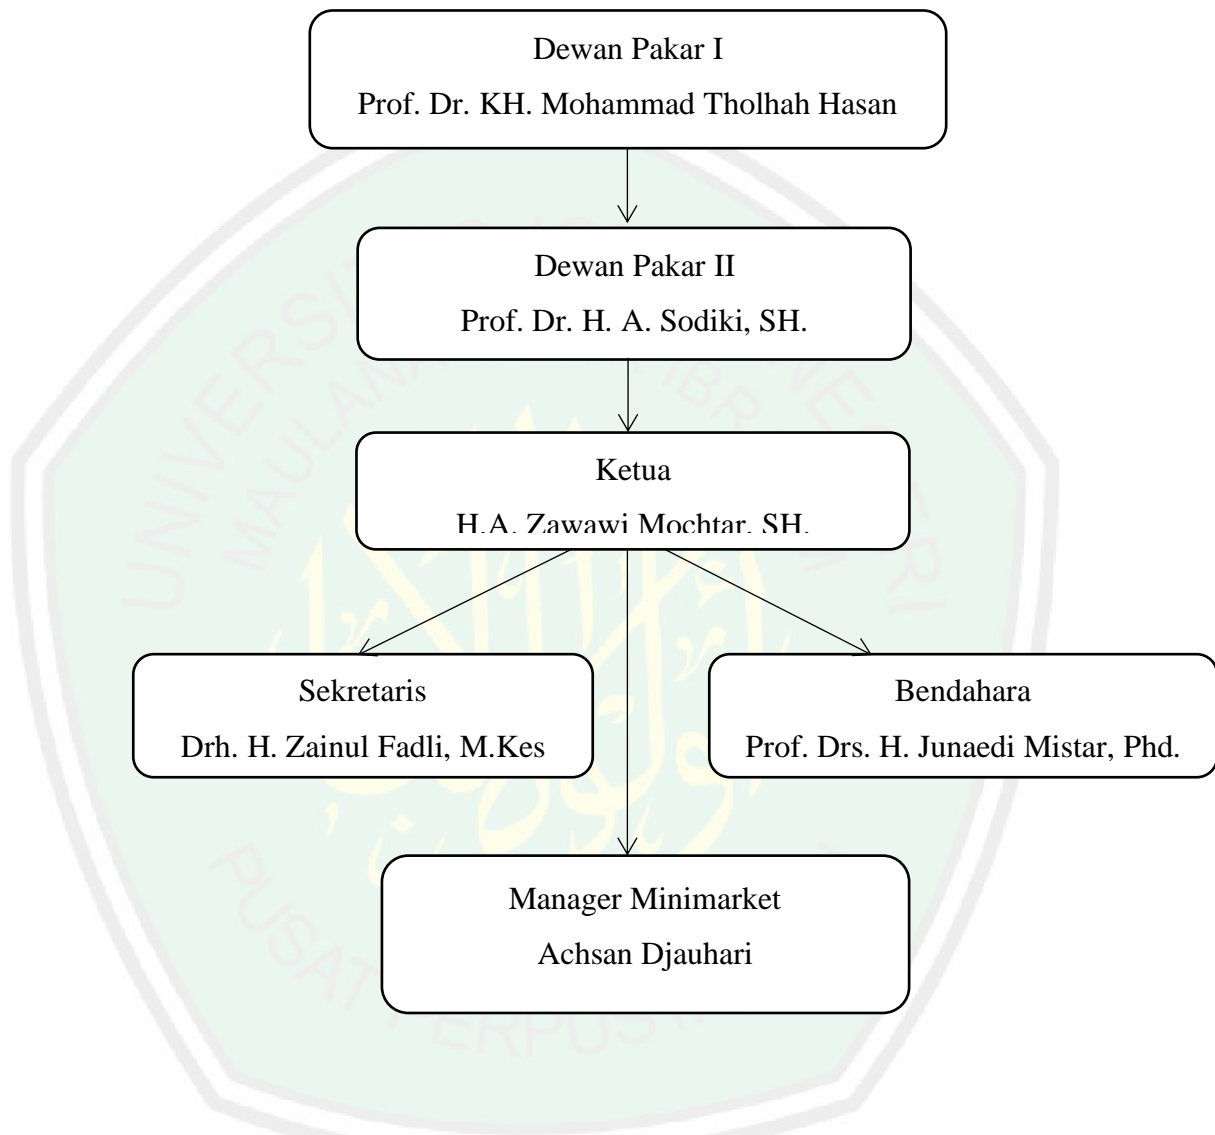 Dewan Pakar I
Prof. Dr. KH. Mohammad Tholhah Hasan
Dewan Pakar II
Prof. Dr. H. A. Sodiki, SH.
Ketua
H.A. Zawawi Mochtar, SH.
Sekretaris
Drh. H. Zainul Fadli, M.Kes
Bendahara
Prof. Drs. H. Junaedi Mistar, Phd.
Manager Minimarket
Achsan Djauhari